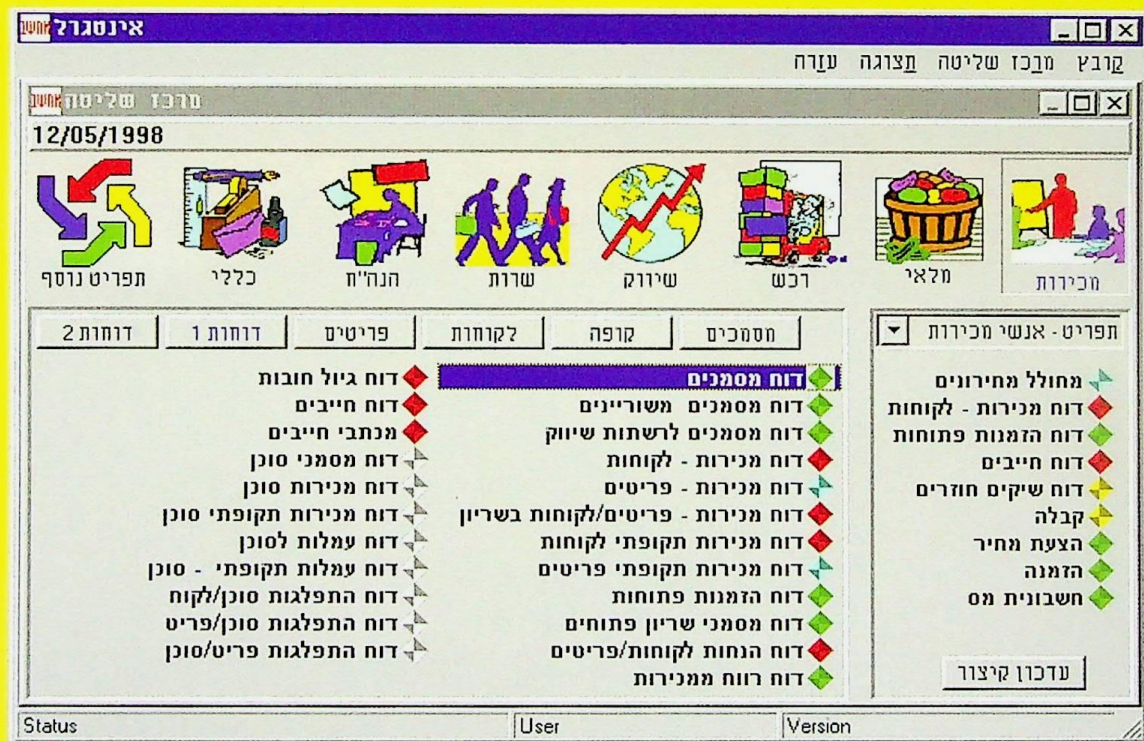 אינטגרל אחשב
קובץ מרכז שליטה תצוגה עזרה
מרכז שליטה אחשב
12/05/1998
מכירות
מלאי
רכש
שיווק
שרות
הנה"ח
כללי
תפריט נוסף
תפריט - אנשי מכירות
מחולל מחירונים
דוח מכירות - לקוחות
דוח הזמנות פתוחות
דוח חייבים
דוח שיקים חוזרים
קבלה
הצעת מחיר
הזמנה
חשבונית מס
עדכון קיצור
מסמכים
קופה
לקוחות
פריטים
דוחות 1
דוחות 2
דוח מסמכים
דוח מסמכים משוריינים
דוח מסמכים לרשתות שיווק
דוח מכירות - לקוחות
דוח מכירות - פריטים
דוח מכירות - פריטים/לקוחות בשריון
דוח מכירות תקופתי לקוחות
דוח מכירות תקופתי פריטים
דוח הזמנות פתוחות
דוח מסמכי שריון פתוחים
דוח הנחות לקוחות/פריטים
דוח רווח ממכירות
דוח גיול חובות
דוח חייבים
מכתבי חייבים
דוח מסמכי סוכן
דוח מכירות סוכן
דוח מכירות תקופתי סוכן
דוח עמלות לסוכן
דוח עמלות תקופתי - סוכן
דוח התפלגות סוכן/לקוח
דוח התפלגות סוכן/פריט
דוח התפלגות פריט/סוכן
Status
User
Version